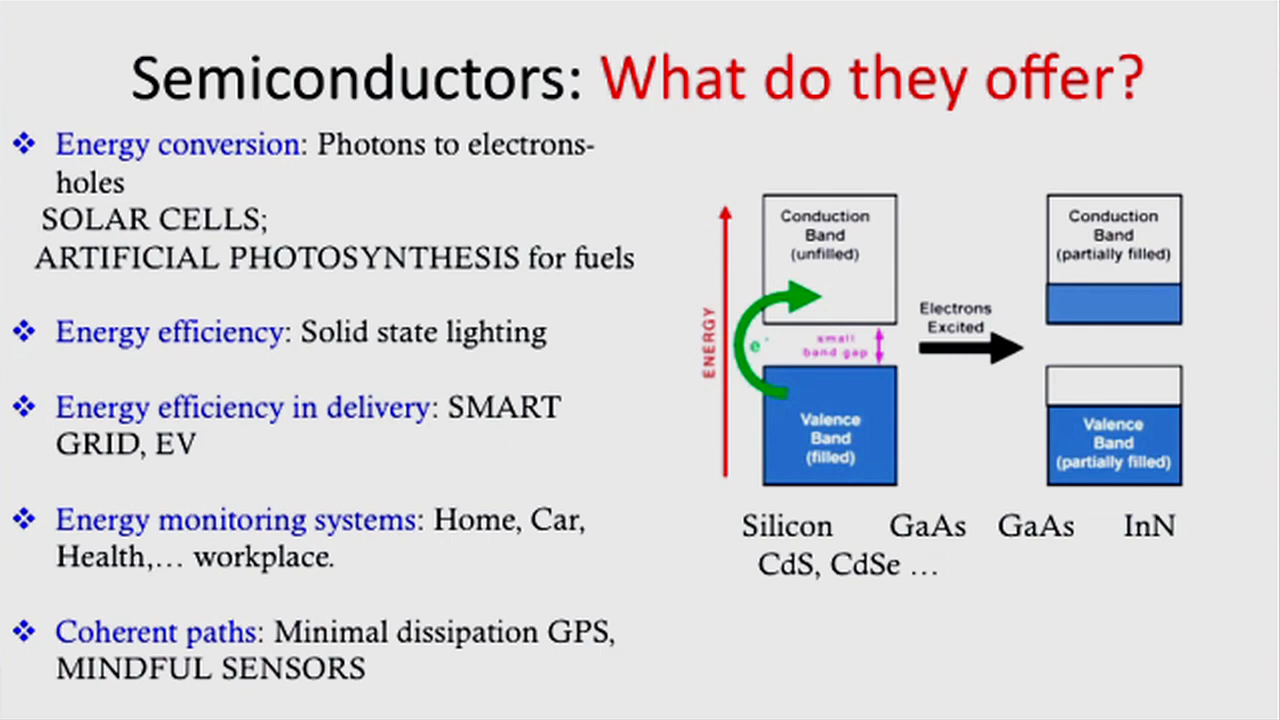 Semiconductors: What do they offer?
❖ Energy conversion: Photons to electrons-
holes
SOLAR CELLS;
ARTIFICIAL PHOTOSYNTHESIS for fuels
❖ Energy efficiency: Solid state lighting
❖ Energy efficiency in delivery: SMART
GRID, EV
❖ Energy monitoring systems: Home, Car,
Health,… workplace.
❖ Coherent paths: Minimal dissipation GPS,
MINDFUL SENSORS
ENERGY
Conduction
Band
(unfilled)
e-
small
band gap
Valence
Band
(filled)
Electrons
Excited
Conduction
Band
(partially filled)
Valence
Band
(partially filled)
Silicon GaAs GaAs InN
CdS, CdSe …